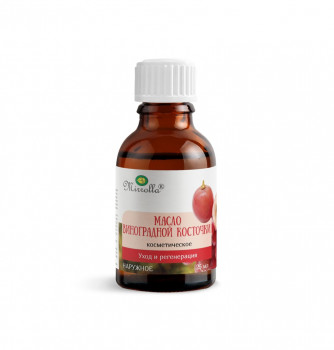 Mirrolla®
МАСЛО
ВИНОГРАДНОЙ КОСТОЧКИ
косметическое
Уход и регенерация
НАРУЖНОЕ